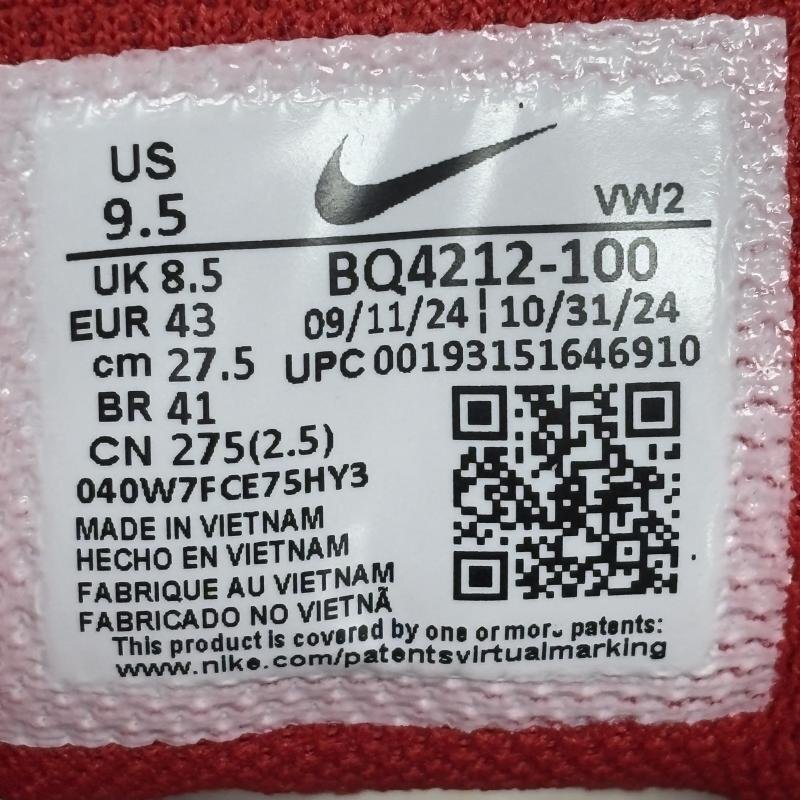 US
9.5
VW2
UK 8.5
BQ4212-100
EUR 43
09/11/24 | 10/31/24
cm 27.5
UPC 00193151646910
BR 41
CN 275(2.5)
040W7FCE75HY3
MADE IN VIETNAM
HECHO EN VIETNAM
FABRIQUE AU VIETNAM
FABRICADO NO VIETNÃ
This product is covered by one or more patents:
www.nike.com/patentsvirtualmarking